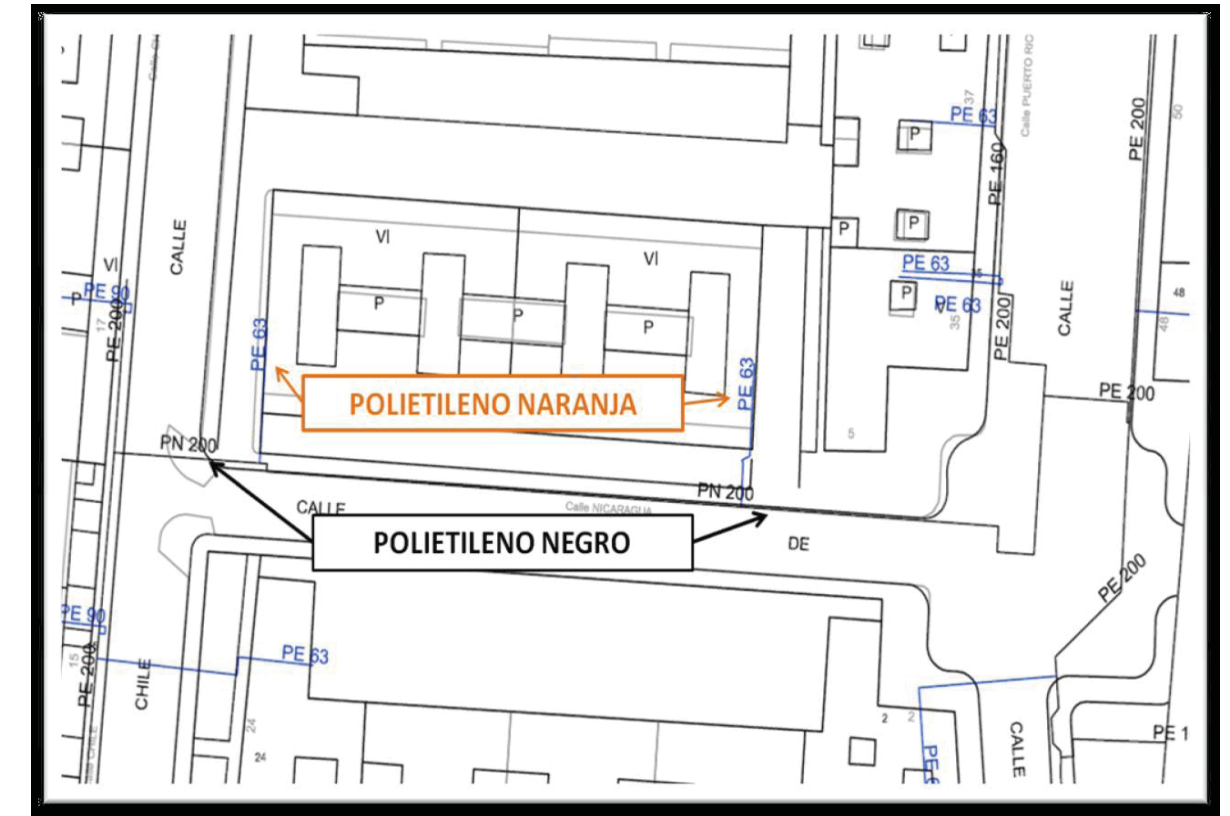 Calle PUERTO RIC
37
PE 63
50
PE 200
P
PE 160
CALLE
P
P
VI
VI
VI
CALLE
PE 63
35
PE 63
35
P
P
PE 90
17
PE 200
P
P
P
48
48
PE 200
PE 63
PE 63
PE 200
POLIETILENO NARANJA
5
PN 200
PN 200
CALLE
Calle NICARAGUA
POLIETILENO NEGRO
DE
PE 200
PE 90
15
PE 200
CHILE
PE 63
24
24
2
2
CALLE
PE 1